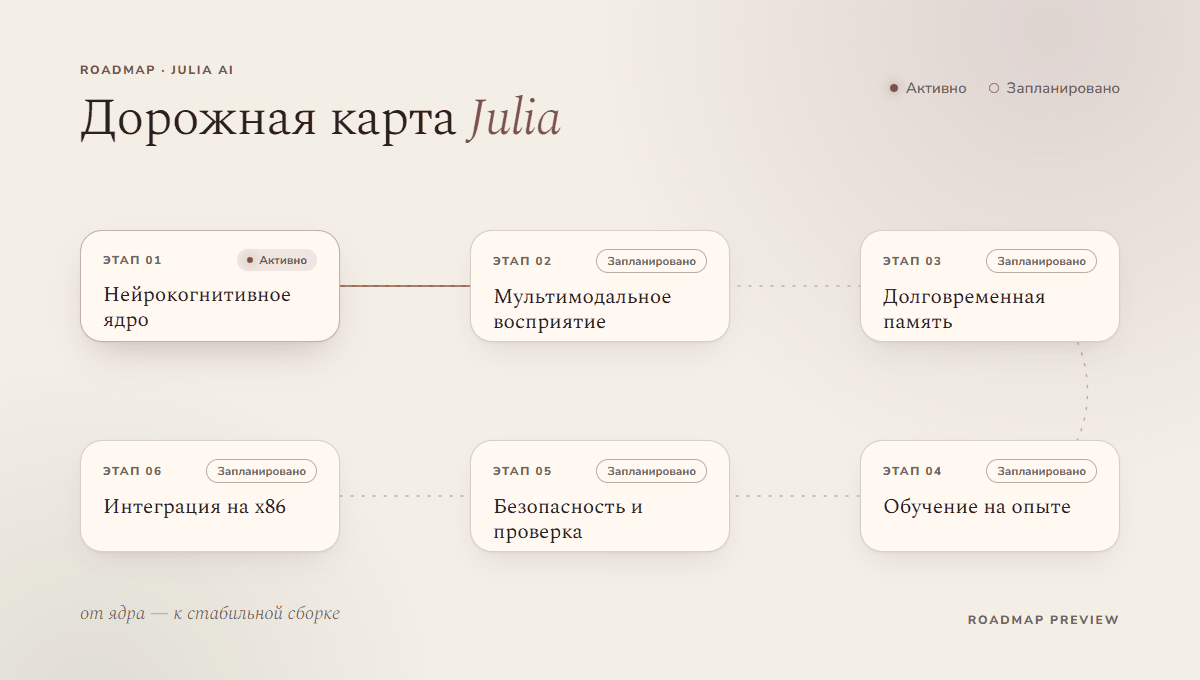 ROADMAP · JULIA AI
Дорожная карта Julia
Активно
Запланировано
ЭТАП 01
Активно
Нейрокогнитивное
ядро
ЭТАП 02
Запланировано
Мультимодальное
восприятие
ЭТАП 03
Запланировано
Долговременная
память
ЭТАП 06
Запланировано
Интеграция на x86
ЭТАП 05
Запланировано
Безопасность и
проверка
ЭТАП 04
Запланировано
Обучение на опыте
от ядра — к стабильной сборке
ROADMAP PREVIEW